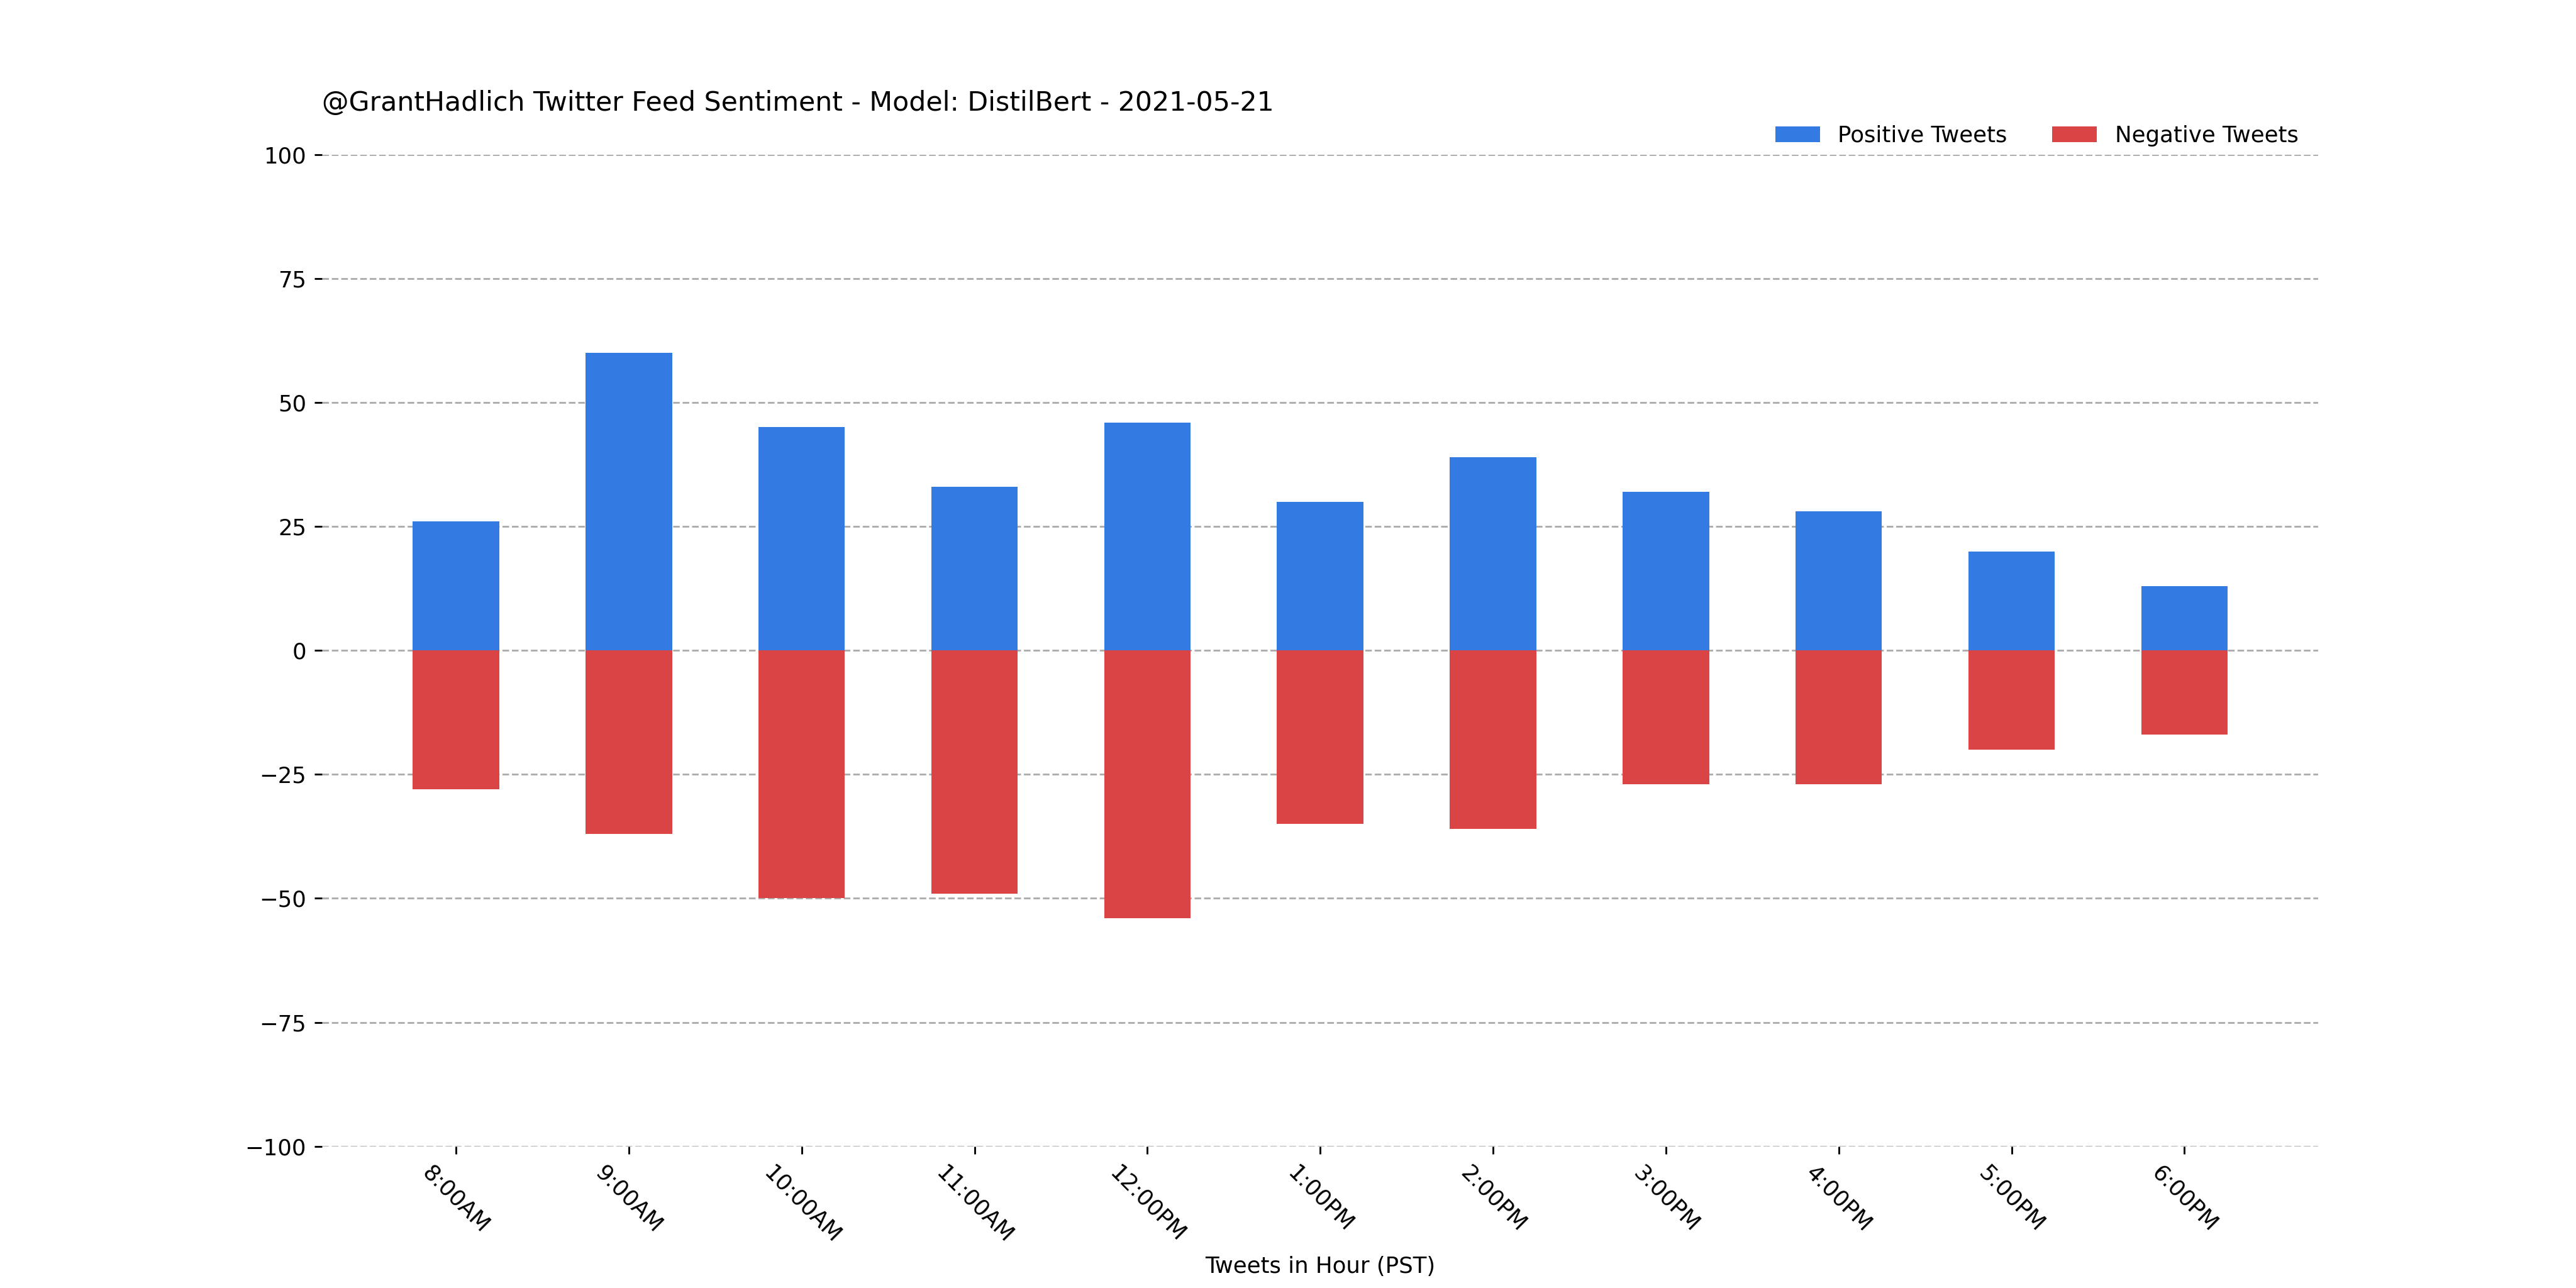 @GrantHadlich Twitter Feed Sentiment - Model: DistilBert - 2021-05-21
Positive Tweets
Negative Tweets
100
75
50
25
0
−25
−50
−75
−100
8:00AM
9:00AM
10:00AM
11:00AM
12:00PM
1:00PM
2:00PM
3:00PM
4:00PM
5:00PM
6:00PM
Tweets in Hour (PST)